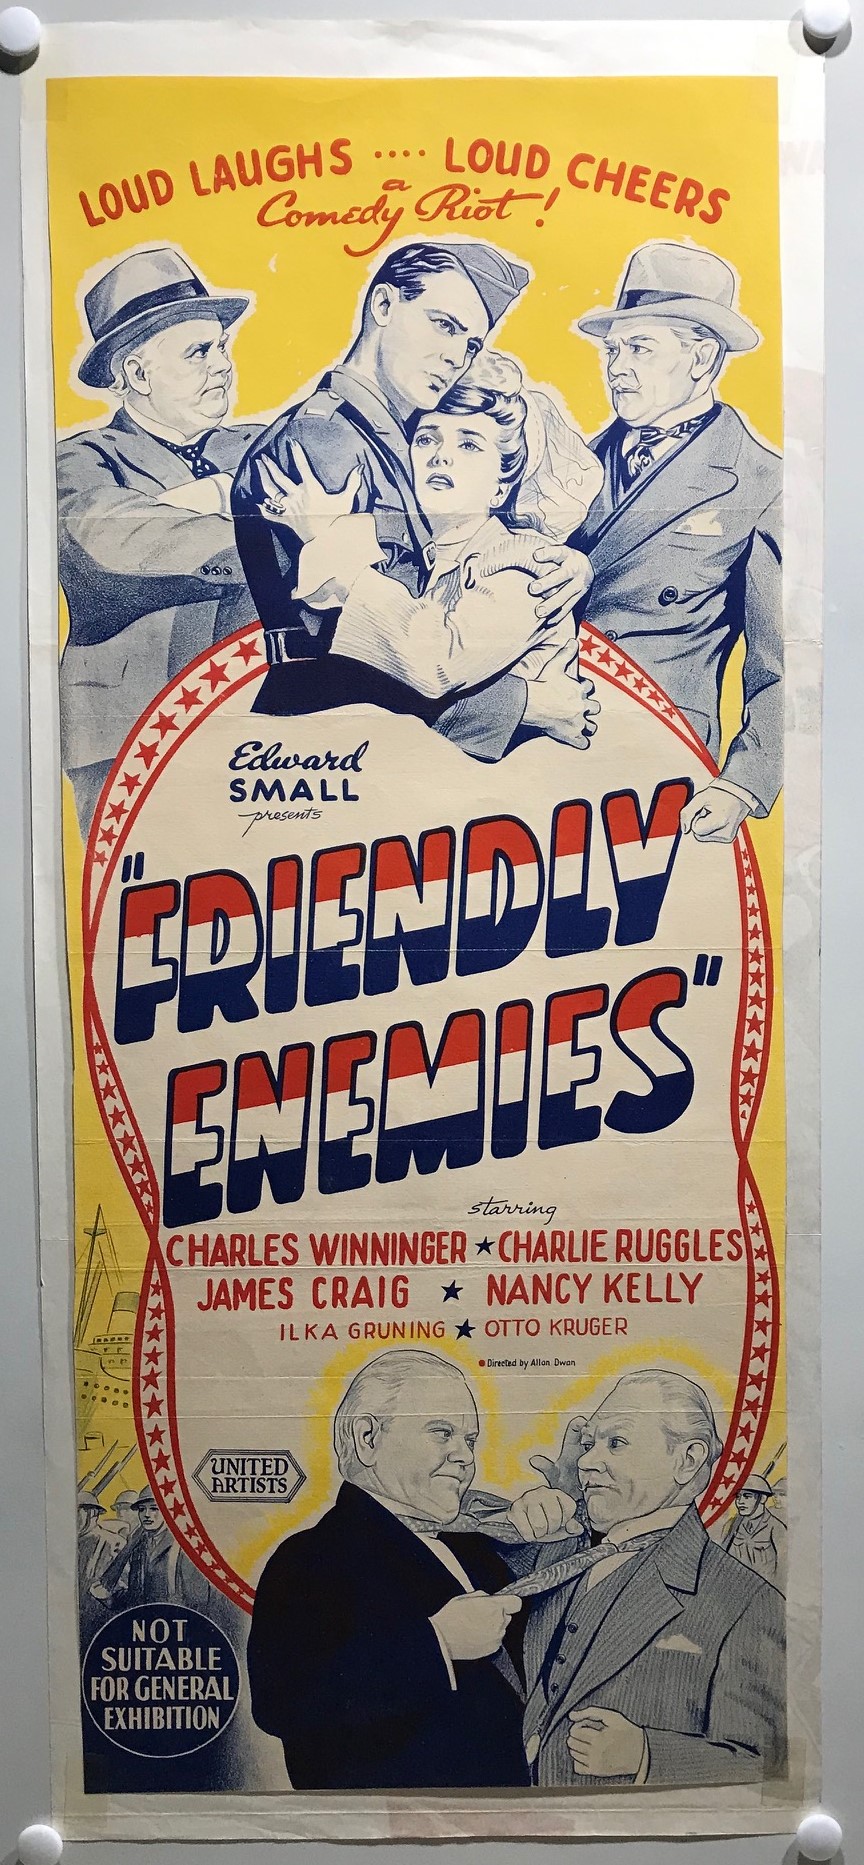 LOUD LAUGHS .... LOUD CHEERS
a
Comedy Riot!
Edward
SMALL
presents
"FRIENDLY
ENEMIES"
starring
CHARLES WINNINGER ★ CHARLIE RUGGLES
JAMES CRAIG ★ NANCY KELLY
ILKA GRUNING ★ OTTO KRUGER
Directed by Allan Dwan
UNITED
ARTISTS
NOT
SUITABLE
FOR GENERAL
EXHIBITION